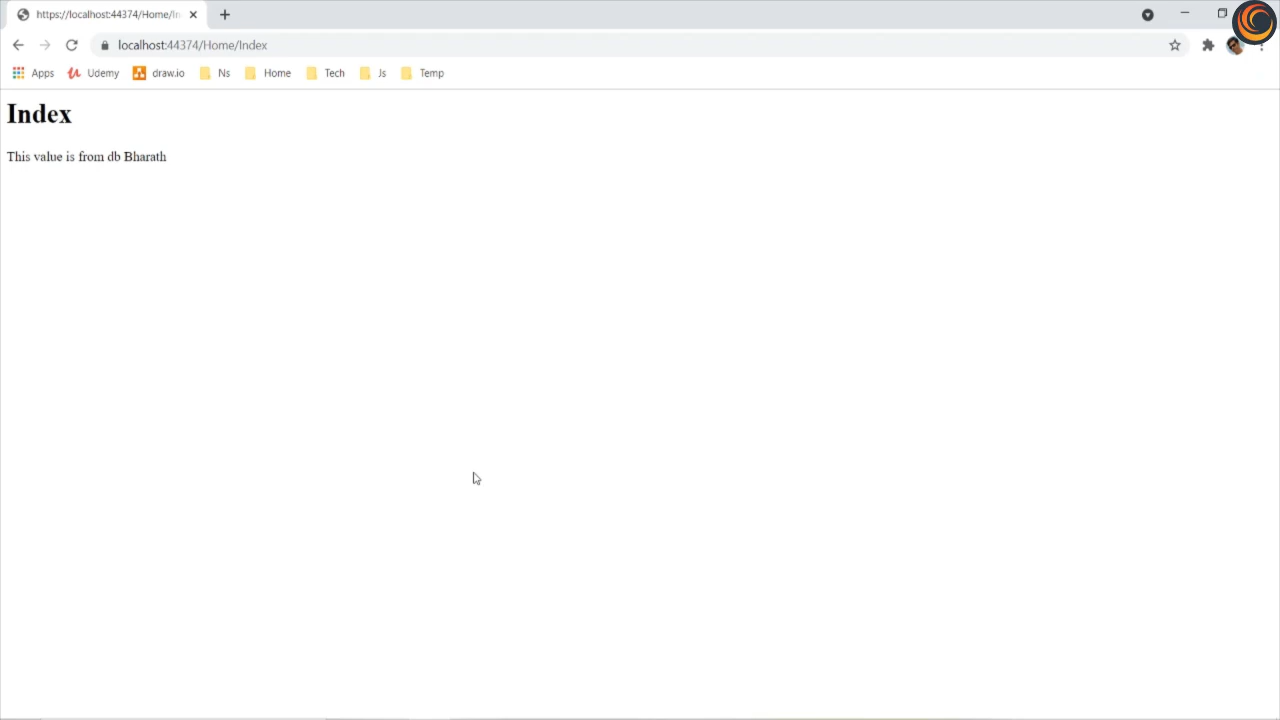 https://localhost:44374/Home/In
localhost:44374/Home/Index
Apps Udemy draw.io Ns Home Tech Js Temp
Index
This value is from db Bharath